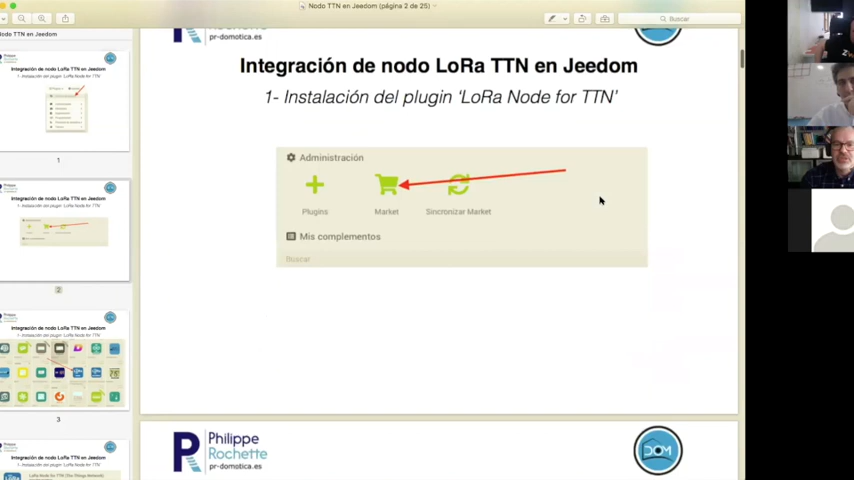 Nodo TTN en Jeedom (página 2 de 25)
Buscar
Nodo TTN en Jeedom
Integración de nodo LoRa TTN en Jeedom
1- Instalación del plugin 'LoRa Node for TTN'
1
Integración de nodo LoRa TTN en Jeedom
1- Instalación del plugin 'LoRa Node for TTN'
2
Integración de nodo LoRa TTN en Jeedom
1- Instalación del plugin 'LoRa Node for TTN'
3
Integración de nodo LoRa TTN en Jeedom
1- Instalación del plugin 'LoRa Node for TTN'
pr-domotica.es
Integración de nodo LoRa TTN en Jeedom
1- Instalación del plugin 'LoRa Node for TTN'
Administración
Plugins
Market
Sincronizar Market
Mis complementos
Buscar
Philippe
Rochette
pr-domotica.es
DOM